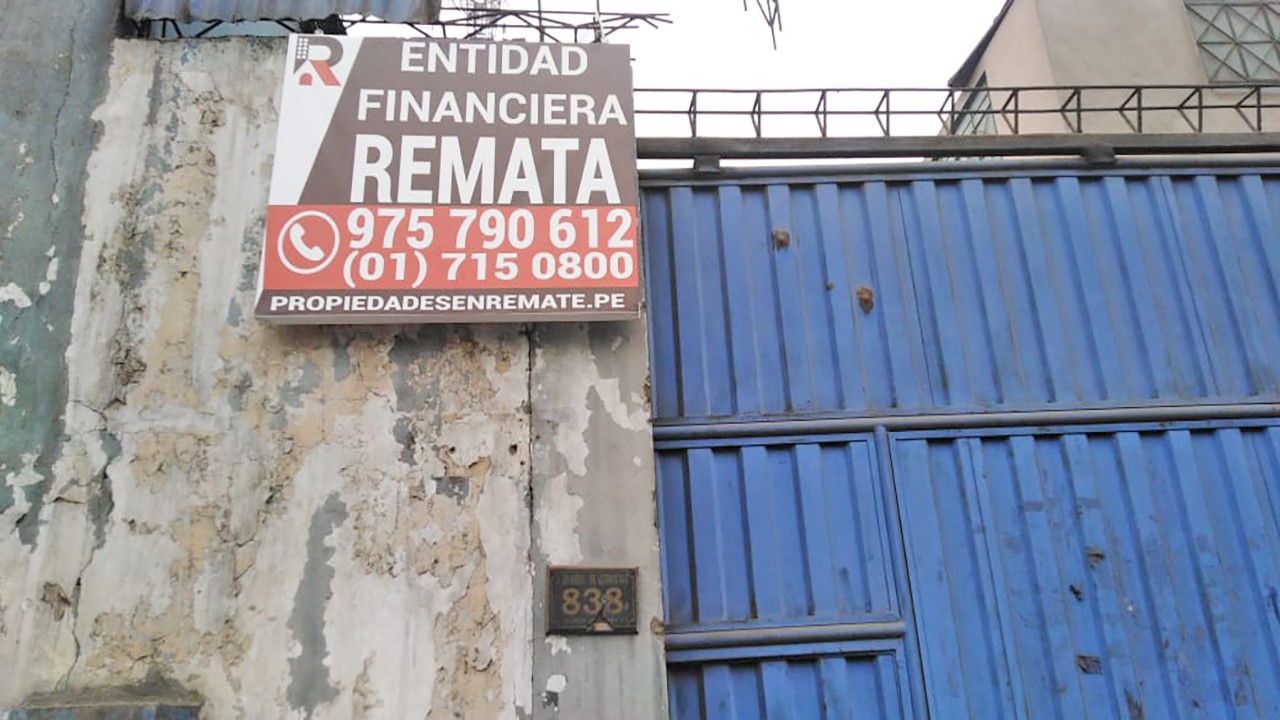 R
ENTIDAD
FINANCIERA
REMATA
975 790 612
(01) 715 0800
PROPIEDADESENREMATE.PE
838